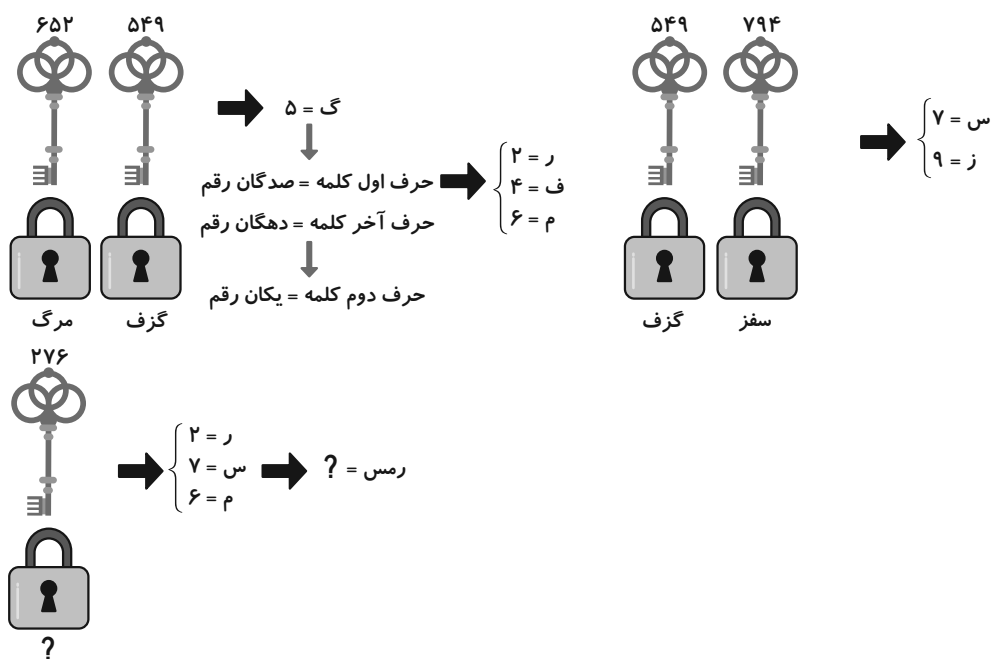 ۶۵۲ ۵۴۹
گ = ۵
حرف اول کلمه = صدگان رقم
حرف آخر کلمه = دهگان رقم
حرف دوم کلمه = یکان رقم
ر = ۲
ف = ۴
م = ۶
مرگ گزف
۵۴۹ ۷۹۴
س = ۷
ز = ۹
گزف سفز
۲۷۶
ر = ۲
س = ۷
م = ۶
رمس = ?
?